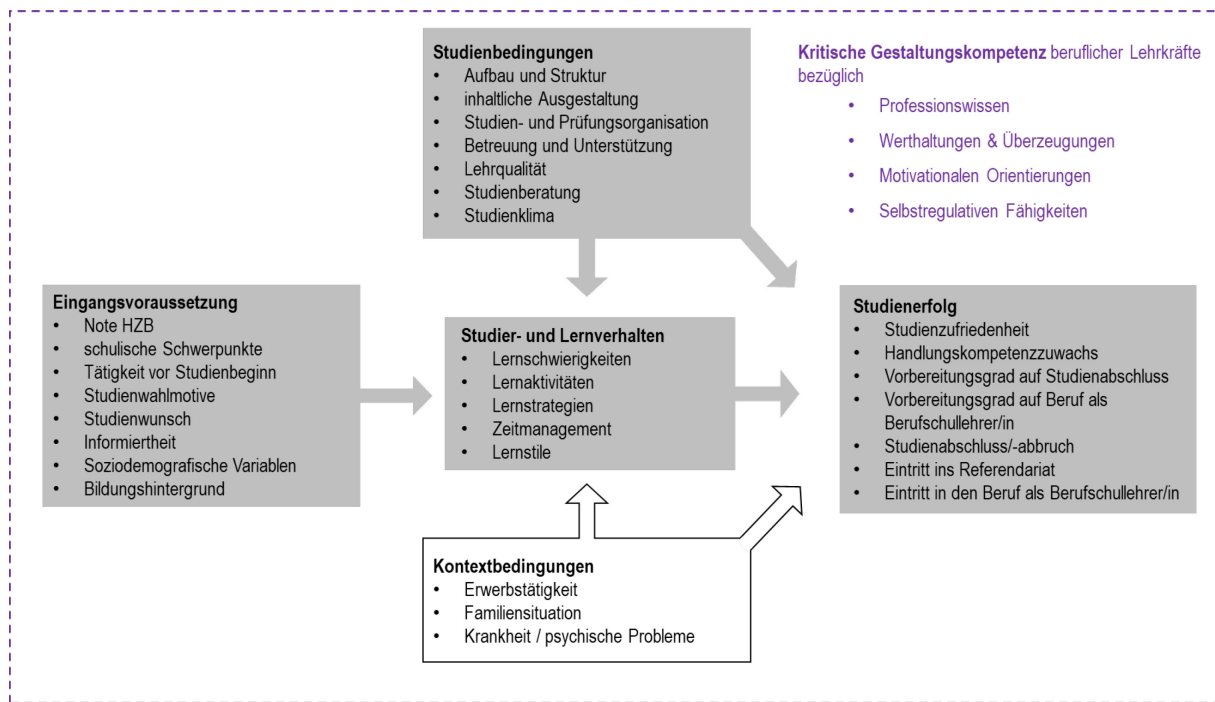 Studienbedingungen
• Aufbau und Struktur
• inhaltliche Ausgestaltung
• Studien- und Prüfungsorganisation
• Betreuung und Unterstützung
• Lehrqualität
• Studienberatung
• Studienklima
Kritische Gestaltungskompetenz beruflicher Lehrkräfte
bezüglich
• Professionswissen
• Werthaltungen & Überzeugungen
• Motivationalen Orientierungen
• Selbstregulativen Fähigkeiten
Eingangsvoraussetzung
• Note HZB
• schulische Schwerpunkte
• Tätigkeit vor Studienbeginn
• Studienwahlmotive
• Studienwunsch
• Informiertheit
• Soziodemografische Variablen
• Bildungshintergrund
Studier- und Lernverhalten
• Lernschwierigkeiten
• Lernaktivitäten
• Lernstrategien
• Zeitmanagement
• Lernstile
Studienerfolg
• Studienzufriedenheit
• Handlungskompetenzzuwachs
• Vorbereitungsgrad auf Studienabschluss
• Vorbereitungsgrad auf Beruf als
Berufschullehrer/in
• Studienabschluss/-abbruch
• Eintritt ins Referendariat
• Eintritt in den Beruf als Berufschullehrer/in
Kontextbedingungen
• Erwerbstätigkeit
• Familiensituation
• Krankheit / psychische Probleme